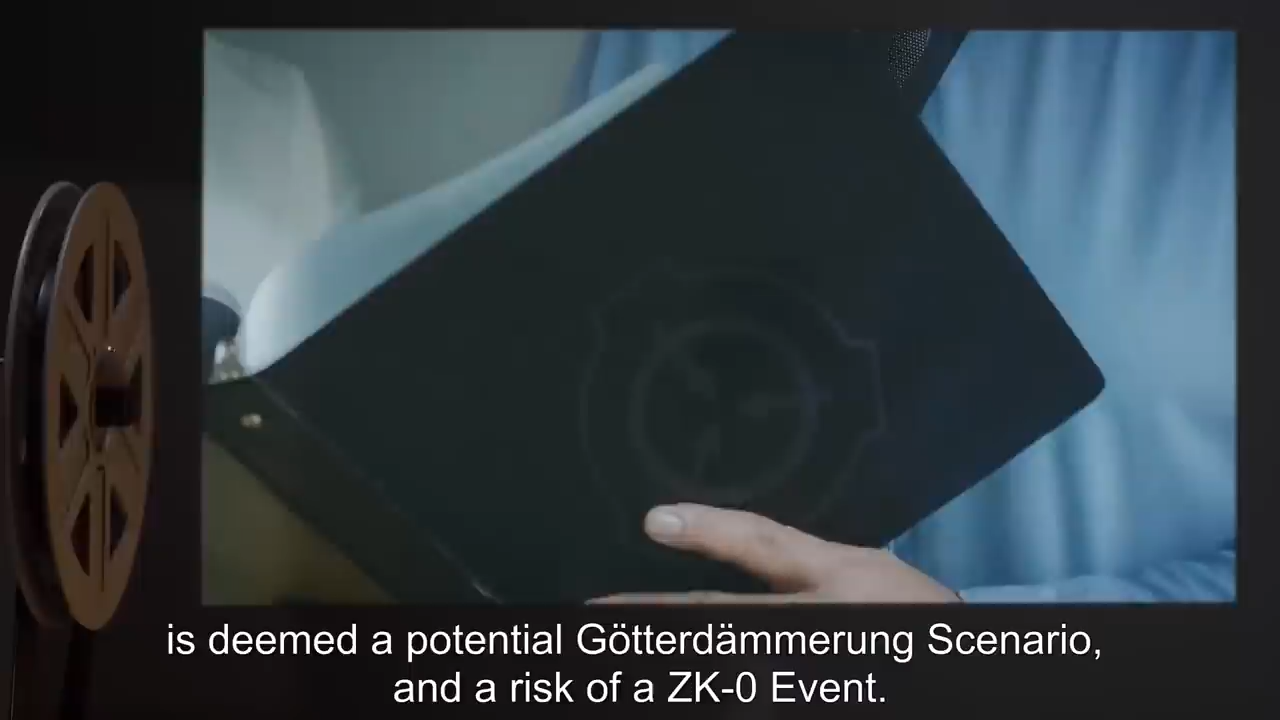 is deemed a potential Götterdämmerung Scenario,
and a risk of a ZK-0 Event.